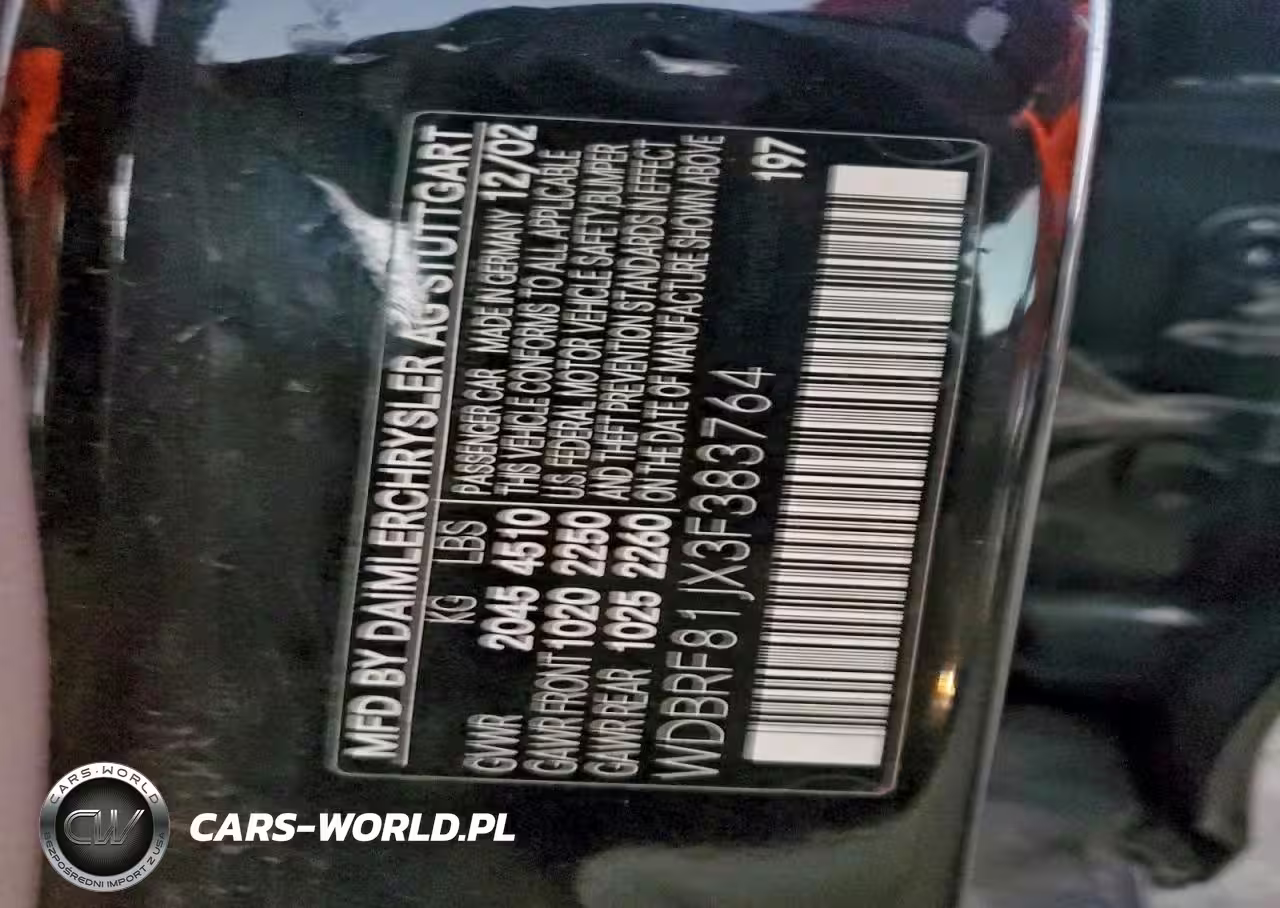 MFD BY DAIMLERCHRYSLER AG STUTTGART
KG LBS PASSENGER CAR MADE IN GERMANY 12/02
GVWR 2045 4510 THIS VEHICLE CONFORMS TO ALL APPLICABLE
U.S. FEDERAL MOTOR VEHICLE SAFETY BUMPER
GAWR FRONT 1020 2250 AND THEFT PREVENTION STANDARDS IN EFFECT
GAWR REAR 1025 2260 ON THE DATE OF MANUFACTURE SHOWN ABOVE
WDBRF81JX3F383764
197
CARS-WORLD
CW
BEZPOŚREDNI IMPORT Z USA
CARS-WORLD.PL